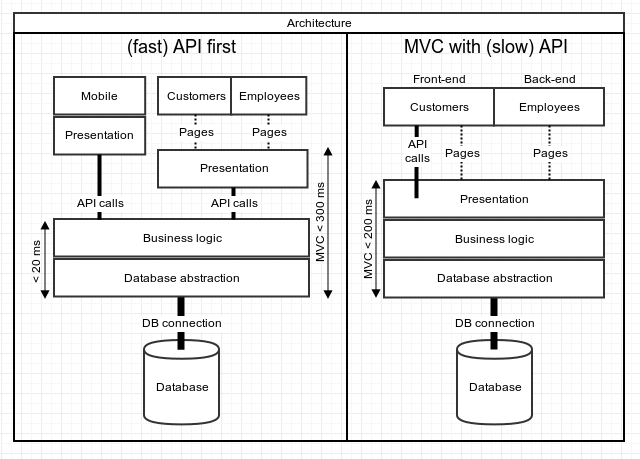 Architecture
(fast) API first
Mobile
Presentation
Customers
Employees
Pages
Pages
Presentation
API calls
API calls
MVC < 300 ms
< 20 ms
Business logic
Database abstraction
DB connection
Database
MVC with (slow) API
Front-end
Back-end
Customers
Employees
API
calls
Pages
Pages
MVC < 200 ms
Presentation
Business logic
Database abstraction
DB connection
Database